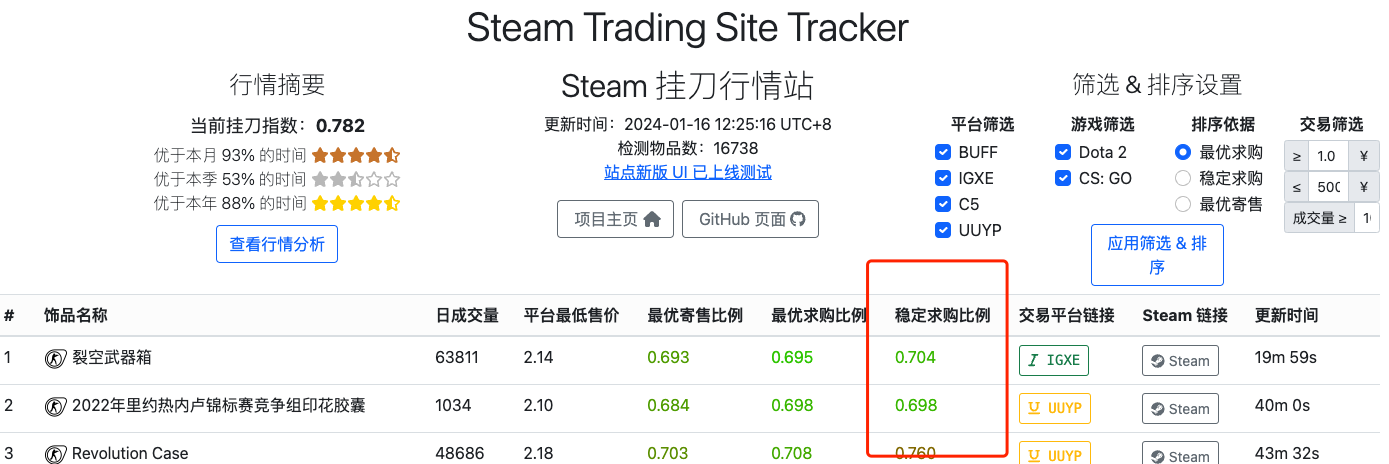 Steam Trading Site Tracker
行情摘要
当前挂刀指数：0.782
优于本月 93% 的时间
优于本季 53% 的时间
优于本年 88% 的时间
查看行情分析
Steam 挂刀行情站
更新时间：2024-01-16 12:25:16 UTC+8
检测物品数：16738
站点新版 UI 已上线测试
项目主页 GitHub 页面
筛选 & 排序设置
平台筛选 游戏筛选 排序依据 交易筛选
BUFF Dota 2 最优求购 ≥ 1.0 ¥
IGXE CS: GO 稳定求购 ≤ 500 ¥
C5 最优寄售 成交量 ≥
UUYP
应用筛选 & 排
序
# 饰品名称 日成交量 平台最低售价 最优寄售比例 最优求购比例 稳定求购比例 交易平台链接 Steam 链接 更新时间
1 裂空武器箱 63811 2.14 0.693 0.695 0.704 IGXE Steam 19m 59s
2 2022年里约热内卢锦标赛竞争组印花胶囊 1034 2.10 0.684 0.698 0.698 UUYP Steam 40m 0s
3 Revolution Case 48686 2.18 0.703 0.708 0.760 UUYP Steam 43m 32s